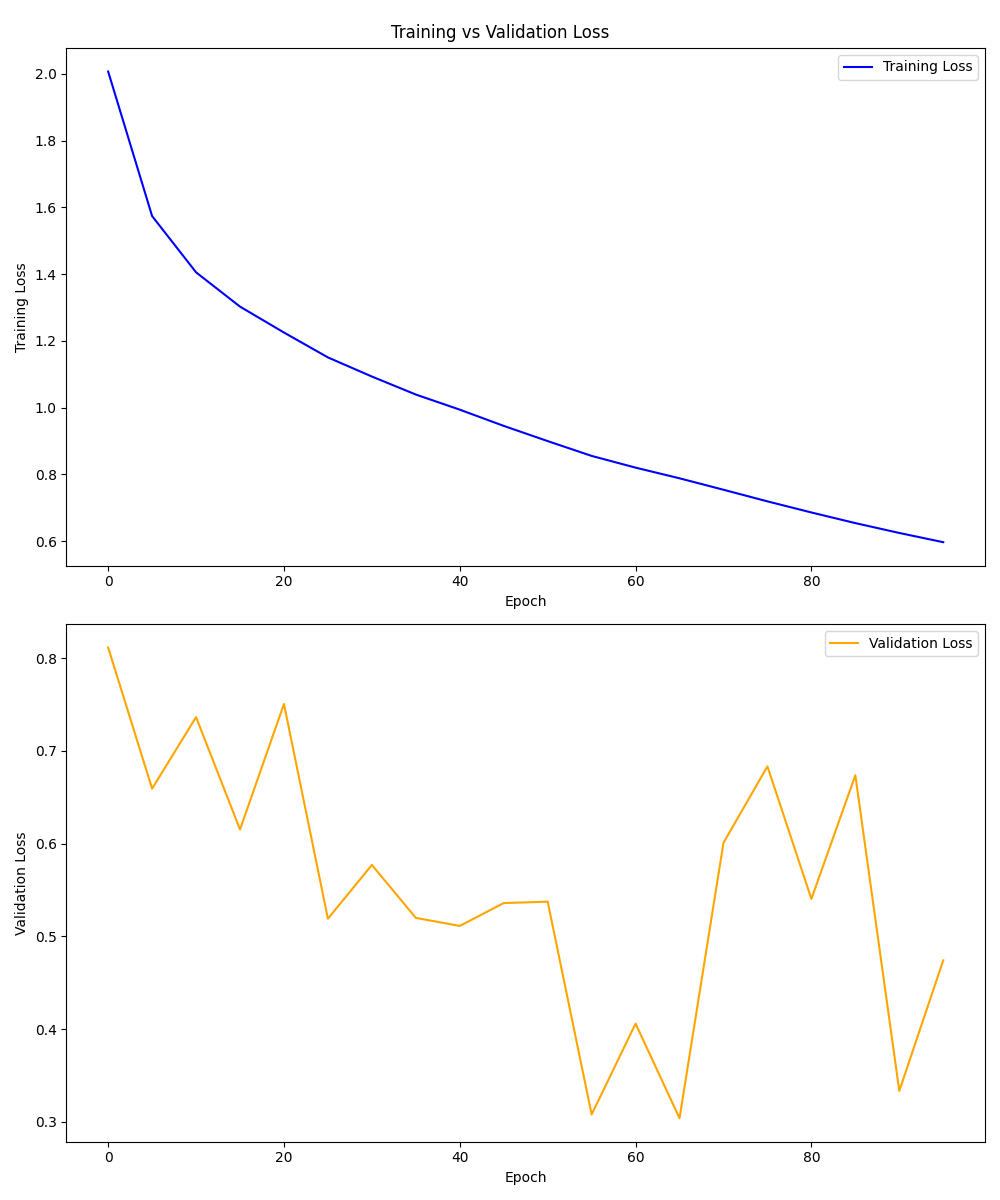 Training vs Validation Loss
Training Loss
2.0
1.8
1.6
1.4
1.2
1.0
0.8
0.6
Training Loss
0 20 40 60 80
Epoch
Validation Loss
0.8
0.7
0.6
0.5
0.4
0.3
Validation Loss
0 20 40 60 80
Epoch